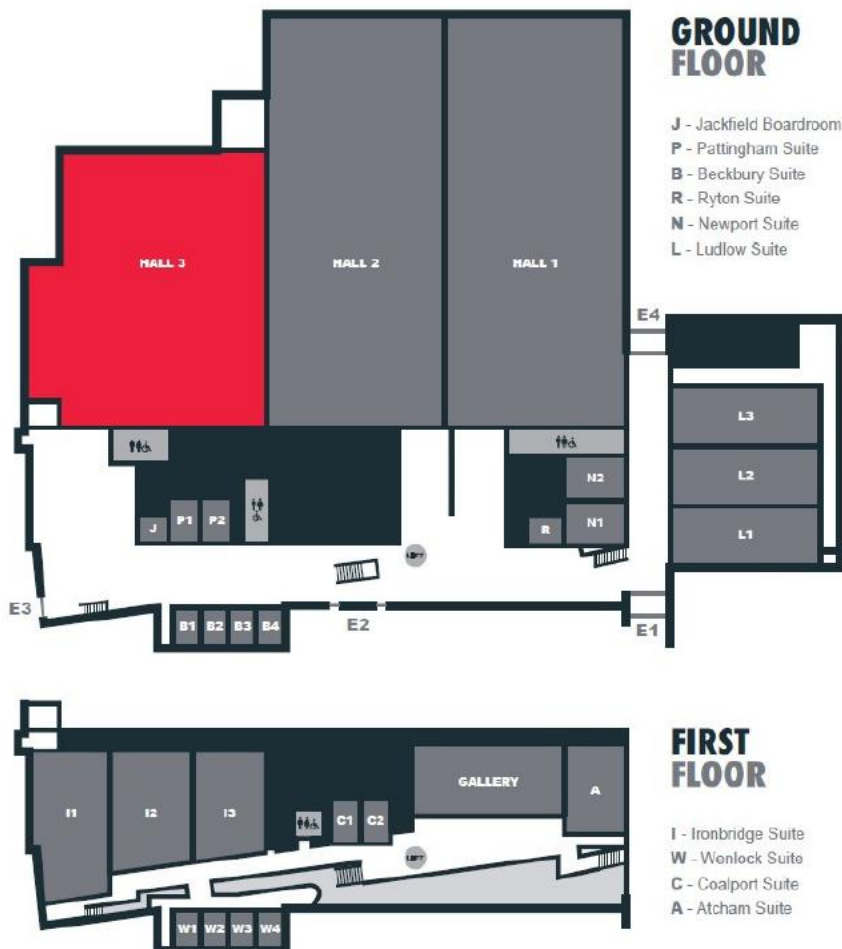 GROUND
FLOOR
J - Jackfield Boardroom
P - Pattingham Suite
B - Beckbury Suite
R - Ryton Suite
N - Newport Suite
L - Ludlow Suite
HALL 3
HALL 2
HALL 1
E4
L3
L2
L1
N2
N1
R
J
P1
P2
LIFT
E3
B1
B2
B3
B4
E2
E1
FIRST
FLOOR
I - Ironbridge Suite
W - Wenlock Suite
C - Coalport Suite
A - Atcham Suite
I1
I2
I3
C1
C2
GALLERY
A
LIFT
W1
W2
W3
W4